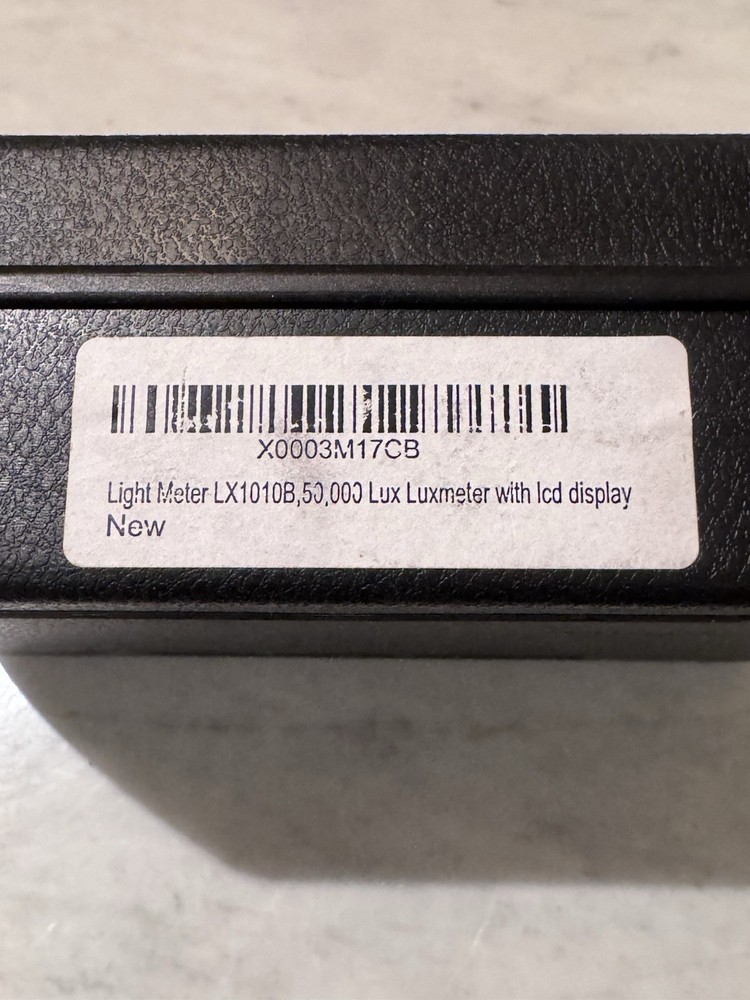 X0003M17CB
Light Meter LX1010B,50,000 Lux Luxmeter with lcd display
New